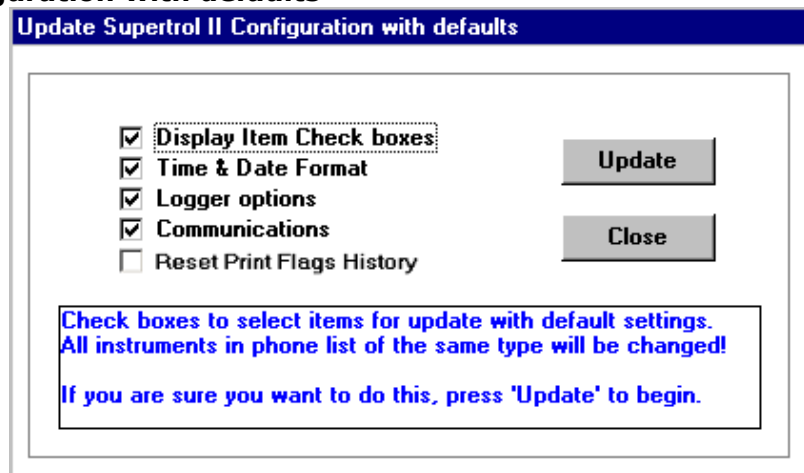 guration with defaults
Update Supertrol II Configuration with defaults
Display Item Check boxes
Time & Date Format
Logger options
Communications
Reset Print Flags History
Update
Close
Check boxes to select items for update with default settings.
All instruments in phone list of the same type will be changed!
If you are sure you want to do this, press 'Update' to begin.